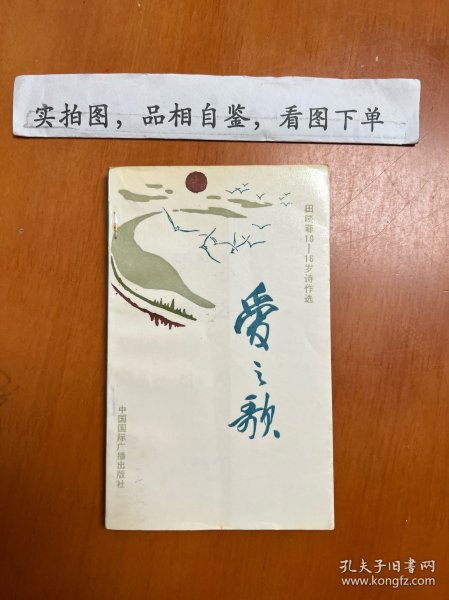 实拍图，品相自鉴，看图下单
田晓菲10—18岁诗作选
爱之歌
中国国际广播出版社
孔夫子旧书网
www.kongfz.com